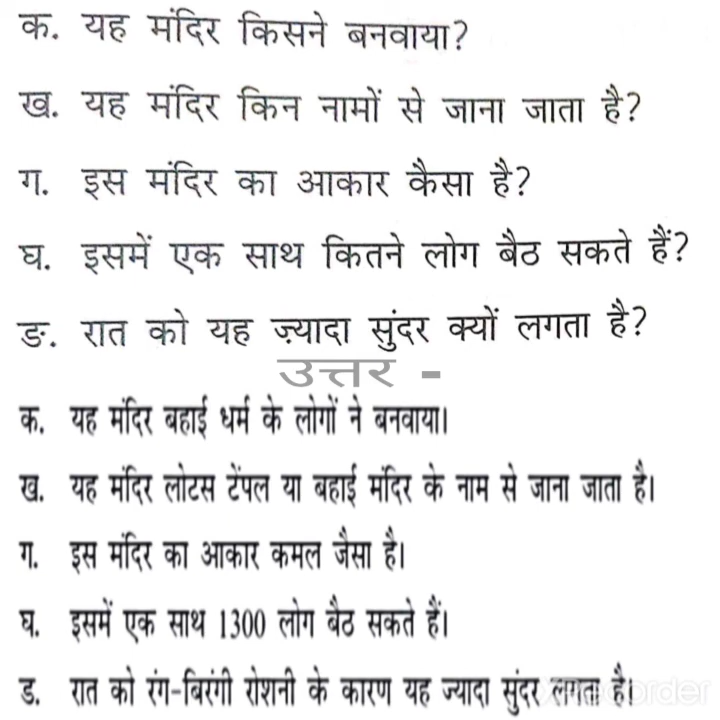 क. यह मंदिर किसने बनवाया?
ख. यह मंदिर किन नामों से जाना जाता है?
ग. इस मंदिर का आकार कैसा है?
घ. इसमें एक साथ कितने लोग बैठ सकते हैं?
ङ. रात को यह ज़्यादा सुंदर क्यों लगता है?
उत्तर -
क. यह मंदिर बहाई धर्म के लोगों ने बनवाया।
ख. यह मंदिर लोटस टेंपल या बहाई मंदिर के नाम से जाना जाता है।
ग. इस मंदिर का आकार कमल जैसा है।
घ. इसमें एक साथ 1300 लोग बैठ सकते हैं।
ड. रात को रंग-बिरंगी रोशनी के कारण यह ज्यादा सुंदर लगता है।